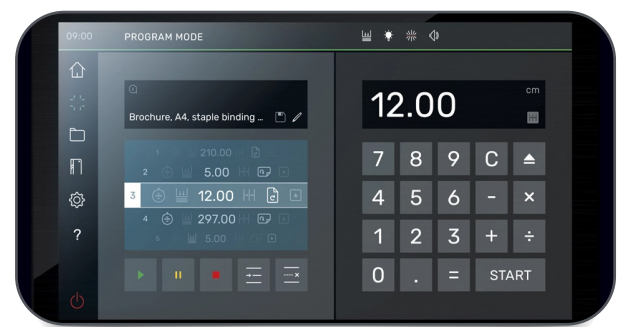 09:00 PROGRAM MODE
Brochure, A4, staple binding ...
1 210.00
2 5.00
3 12.00
4 297.00
5 5.00
12.00 cm
7 8 9 C
4 5 6 - ×
1 2 3 + ÷
0 . = START
?